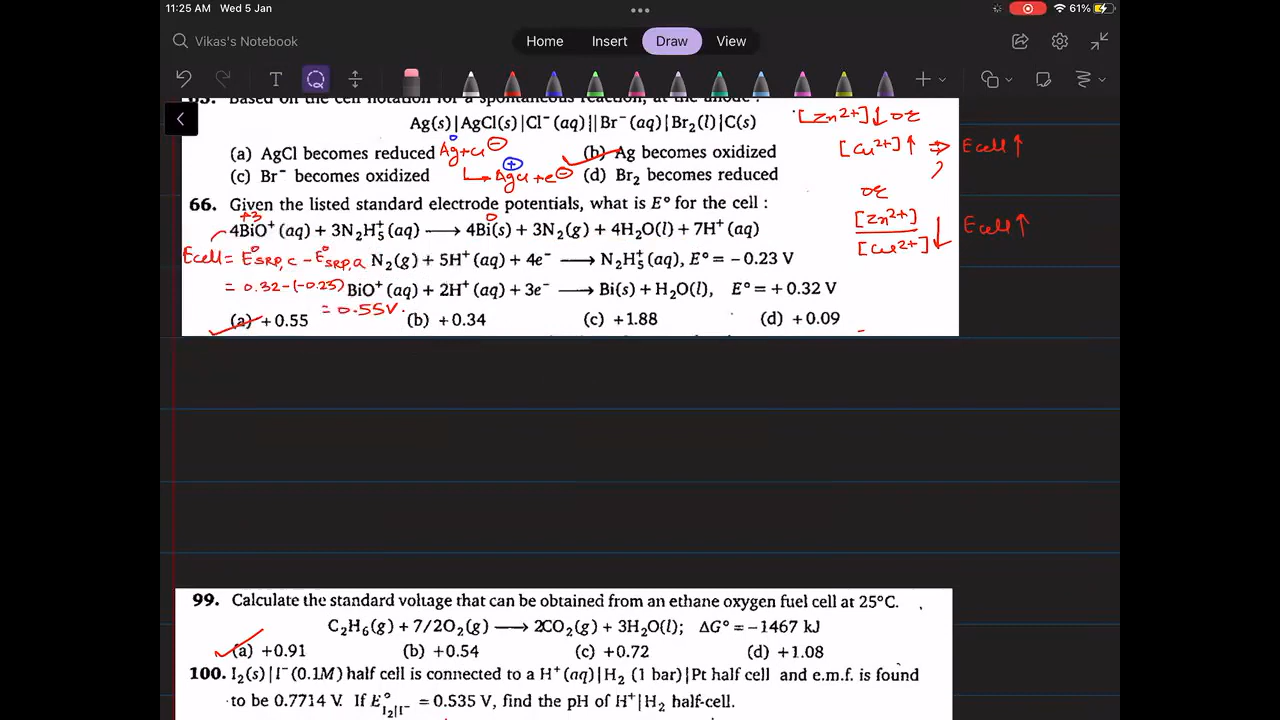 11:25 AM Wed 5 Jan
61%
Vikas's Notebook
Home Insert Draw View
Based on the cell notation for a spontaneous reaction, at the anode :
Ag(s)|AgCl(s)|Cl⁻(aq)||Br⁻(aq)|Br₂(l)|C(s)
[Zn²⁺]↓ or
(a) AgCl becomes reduced
Ag + Cl⁻
(b) Ag becomes oxidized
[Cu²⁺]↑ ⇒ Ecell↑
(c) Br⁻ becomes oxidized
↳ AgCl + e⁻
(d) Br₂ becomes reduced
or
66. Given the listed standard electrode potentials, what is E° for the cell :
+3 0
4BiO⁺(aq) + 3N₂H₅⁺(aq) ⟶ 4Bi(s) + 3N₂(g) + 4H₂O(l) + 7H⁺(aq)
[Zn²⁺]/[Cu²⁺] ↓ Ecell↑
Ecell = E°SRP,C − E°SRP,a
N₂(g) + 5H⁺(aq) + 4e⁻ ⟶ N₂H₅⁺(aq), E° = − 0.23 V
= 0.32−(−0.23)
BiO⁺(aq) + 2H⁺(aq) + 3e⁻ ⟶ Bi(s) + H₂O(l), E° = + 0.32 V
= 0.55V.
(a) +0.55 (b) +0.34 (c) +1.88 (d) +0.09
99. Calculate the standard voltage that can be obtained from an ethane oxygen fuel cell at 25°C.
C₂H₆(g) + 7/2O₂(g) ⟶ 2CO₂(g) + 3H₂O(l); ΔG° = −1467 kJ
(a) +0.91 (b) +0.54 (c) +0.72 (d) +1.08
100. I₂(s)|I⁻(0.1M) half cell is connected to a H⁺(aq)|H₂ (1 bar)|Pt half cell and e.m.f. is found
to be 0.7714 V. If E°I₂|I⁻ = 0.535 V, find the pH of H⁺|H₂ half-cell.